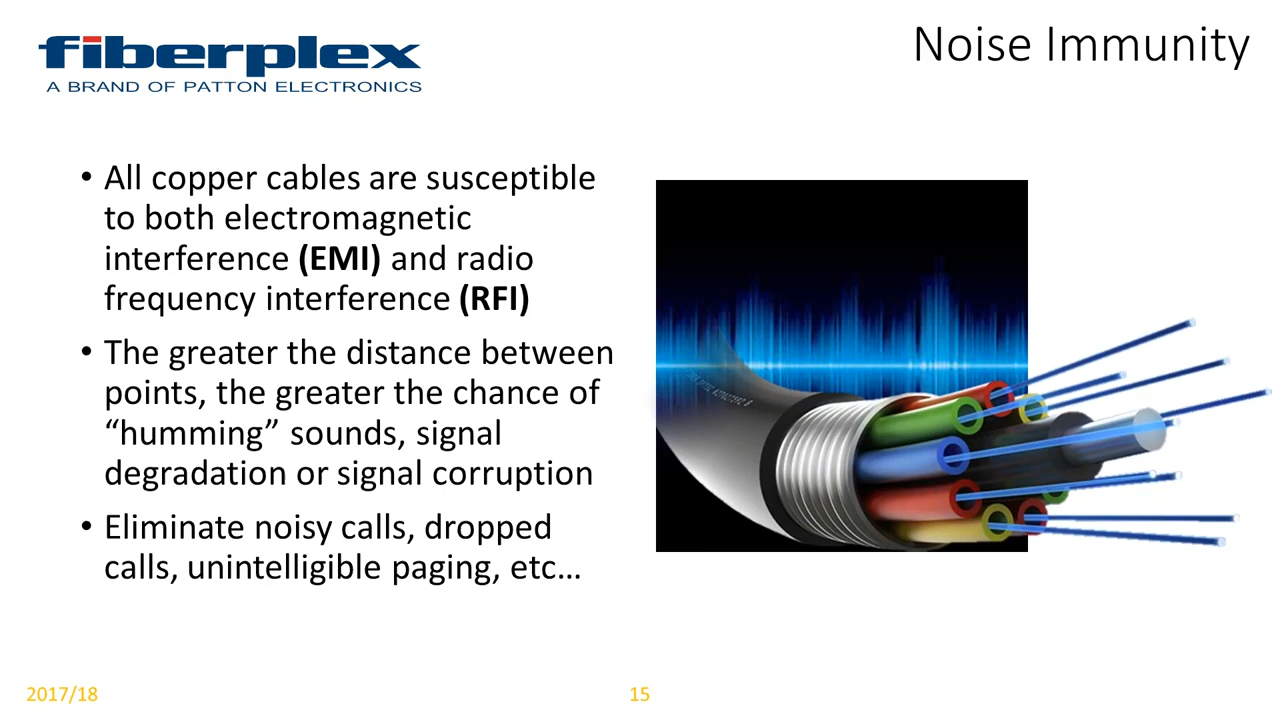 fiberplex
A BRAND OF PATTON ELECTRONICS
Noise Immunity
• All copper cables are susceptible
to both electromagnetic
interference (EMI) and radio
frequency interference (RFI)
• The greater the distance between
points, the greater the chance of
“humming” sounds, signal
degradation or signal corruption
• Eliminate noisy calls, dropped
calls, unintelligible paging, etc…
2017/18
15